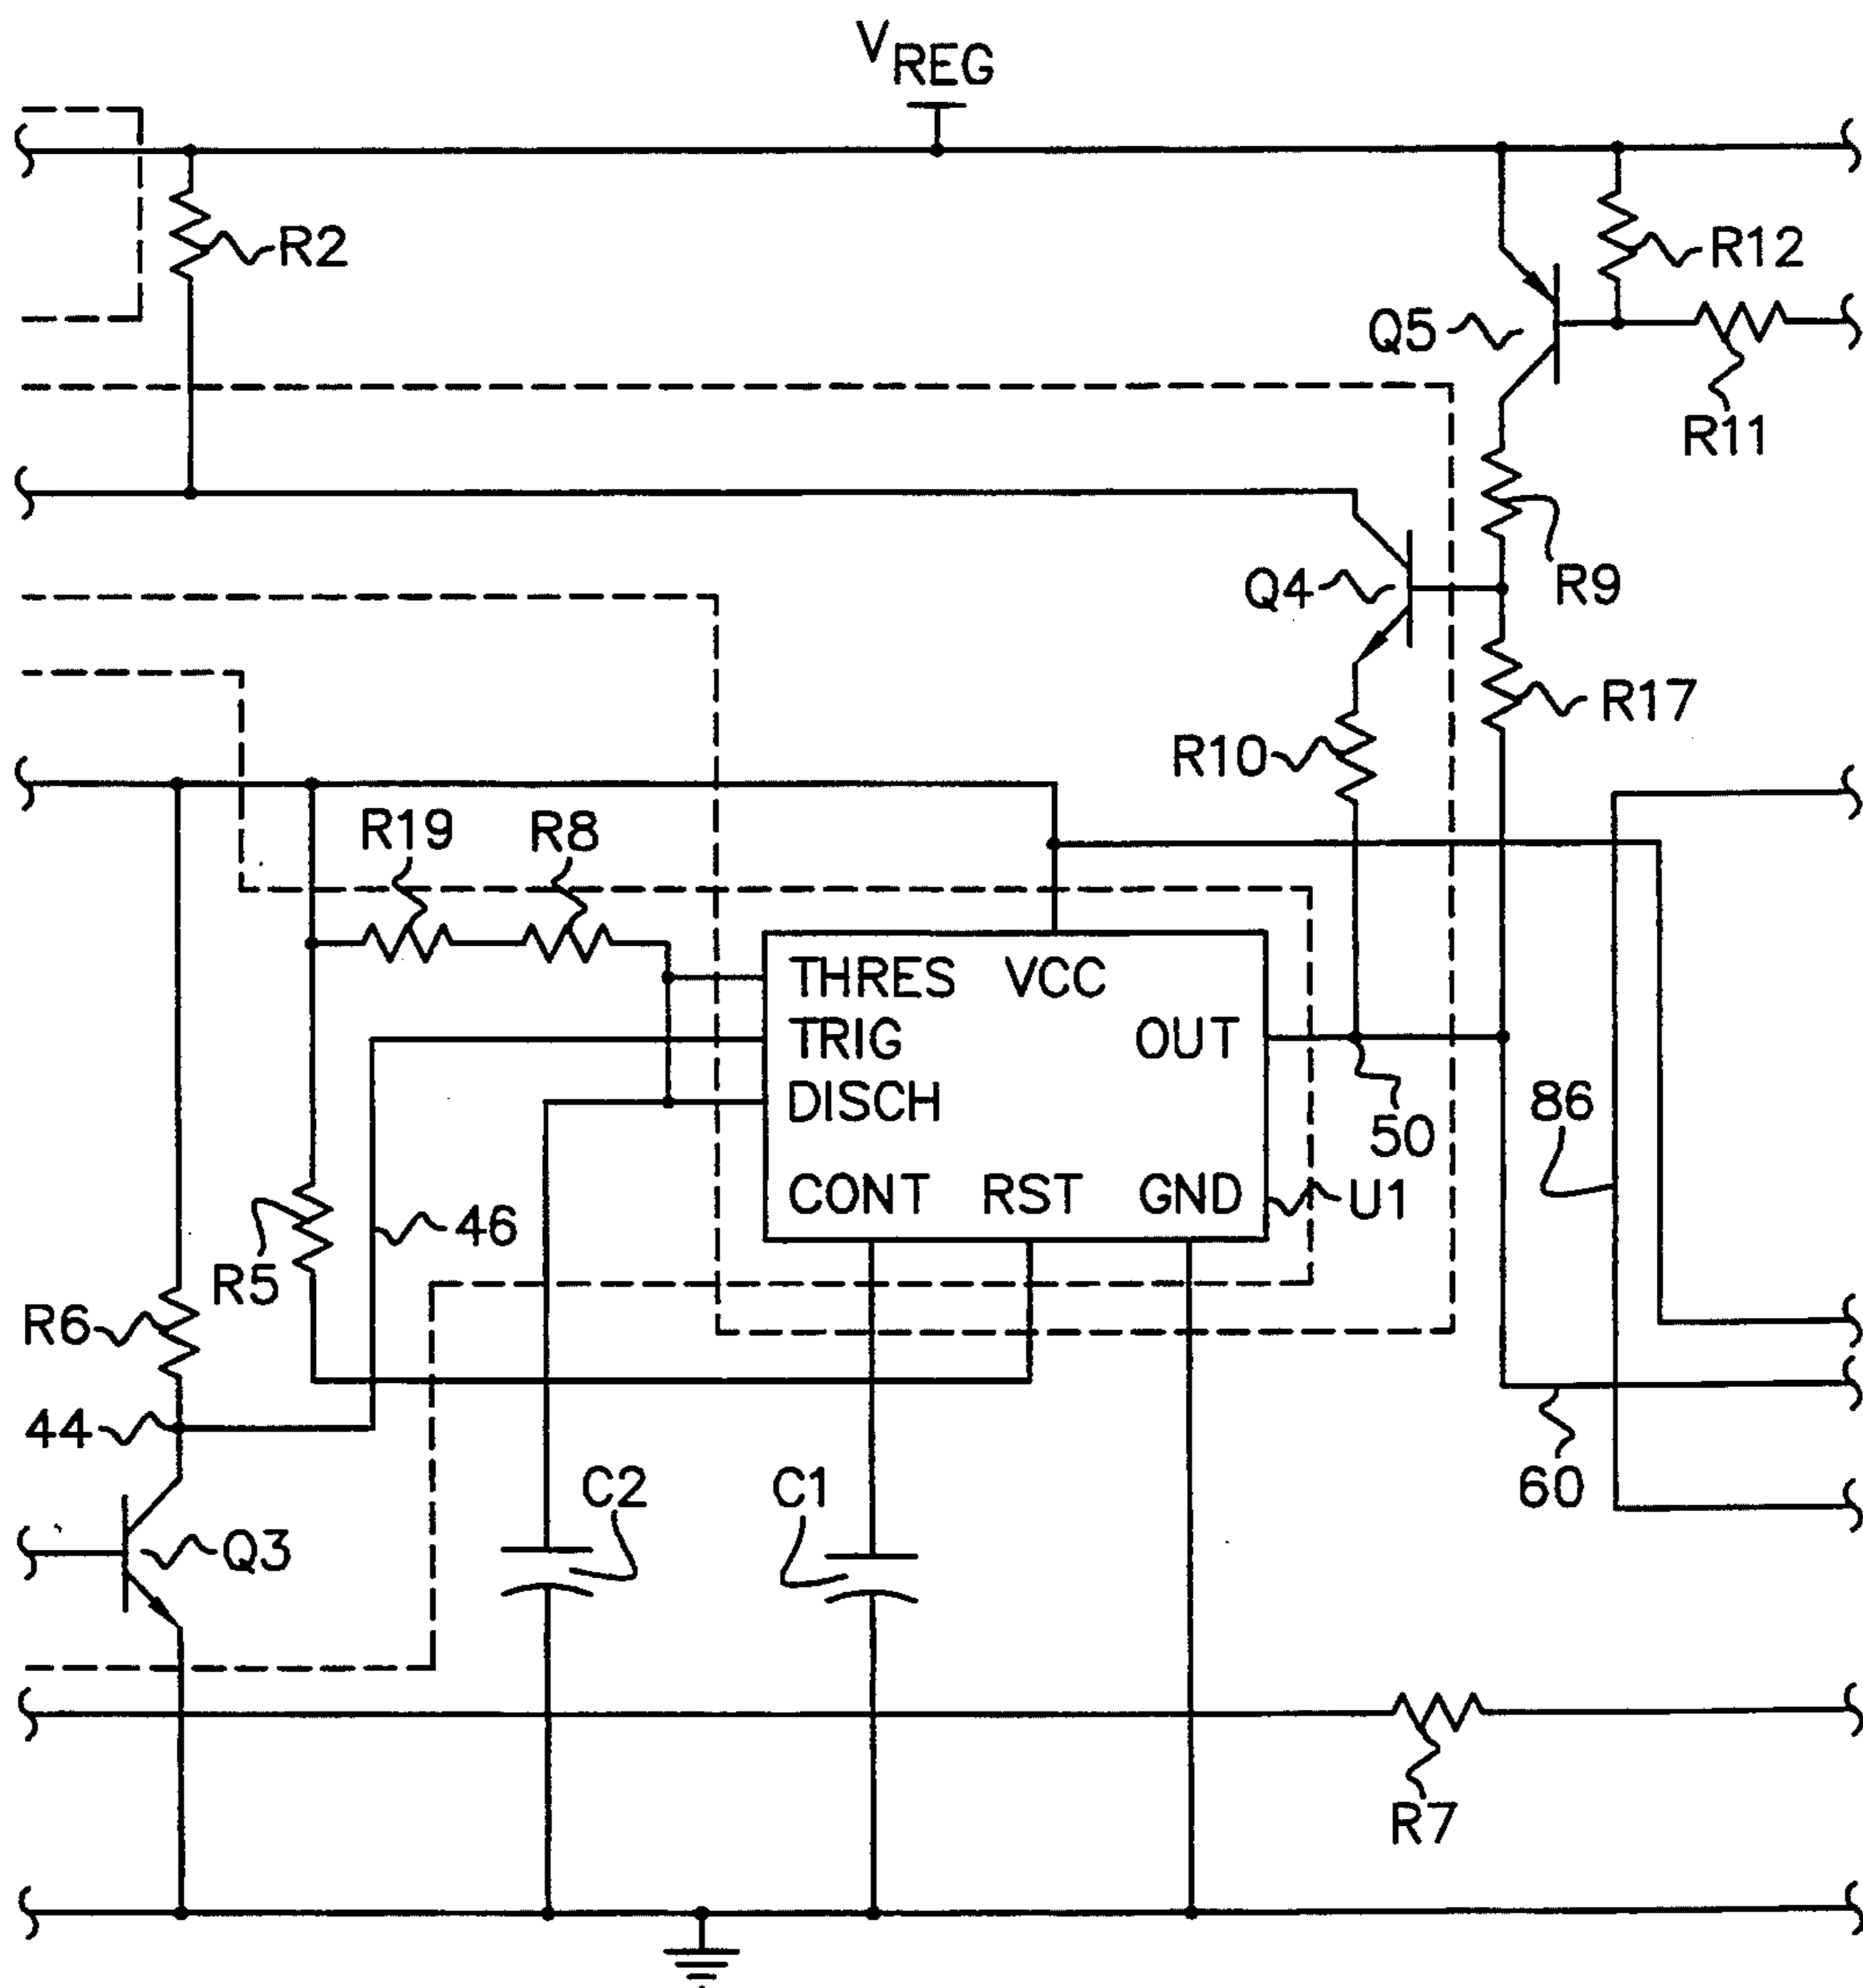 VREG
R2
R12
Q5
R11
Q4
R9
R17
R10
R19
R8
THRES VCC
TRIG OUT
DISCH
50
86
CONT RST GND
U1
46
R5
R6
44
C2
C1
60
Q3
R7